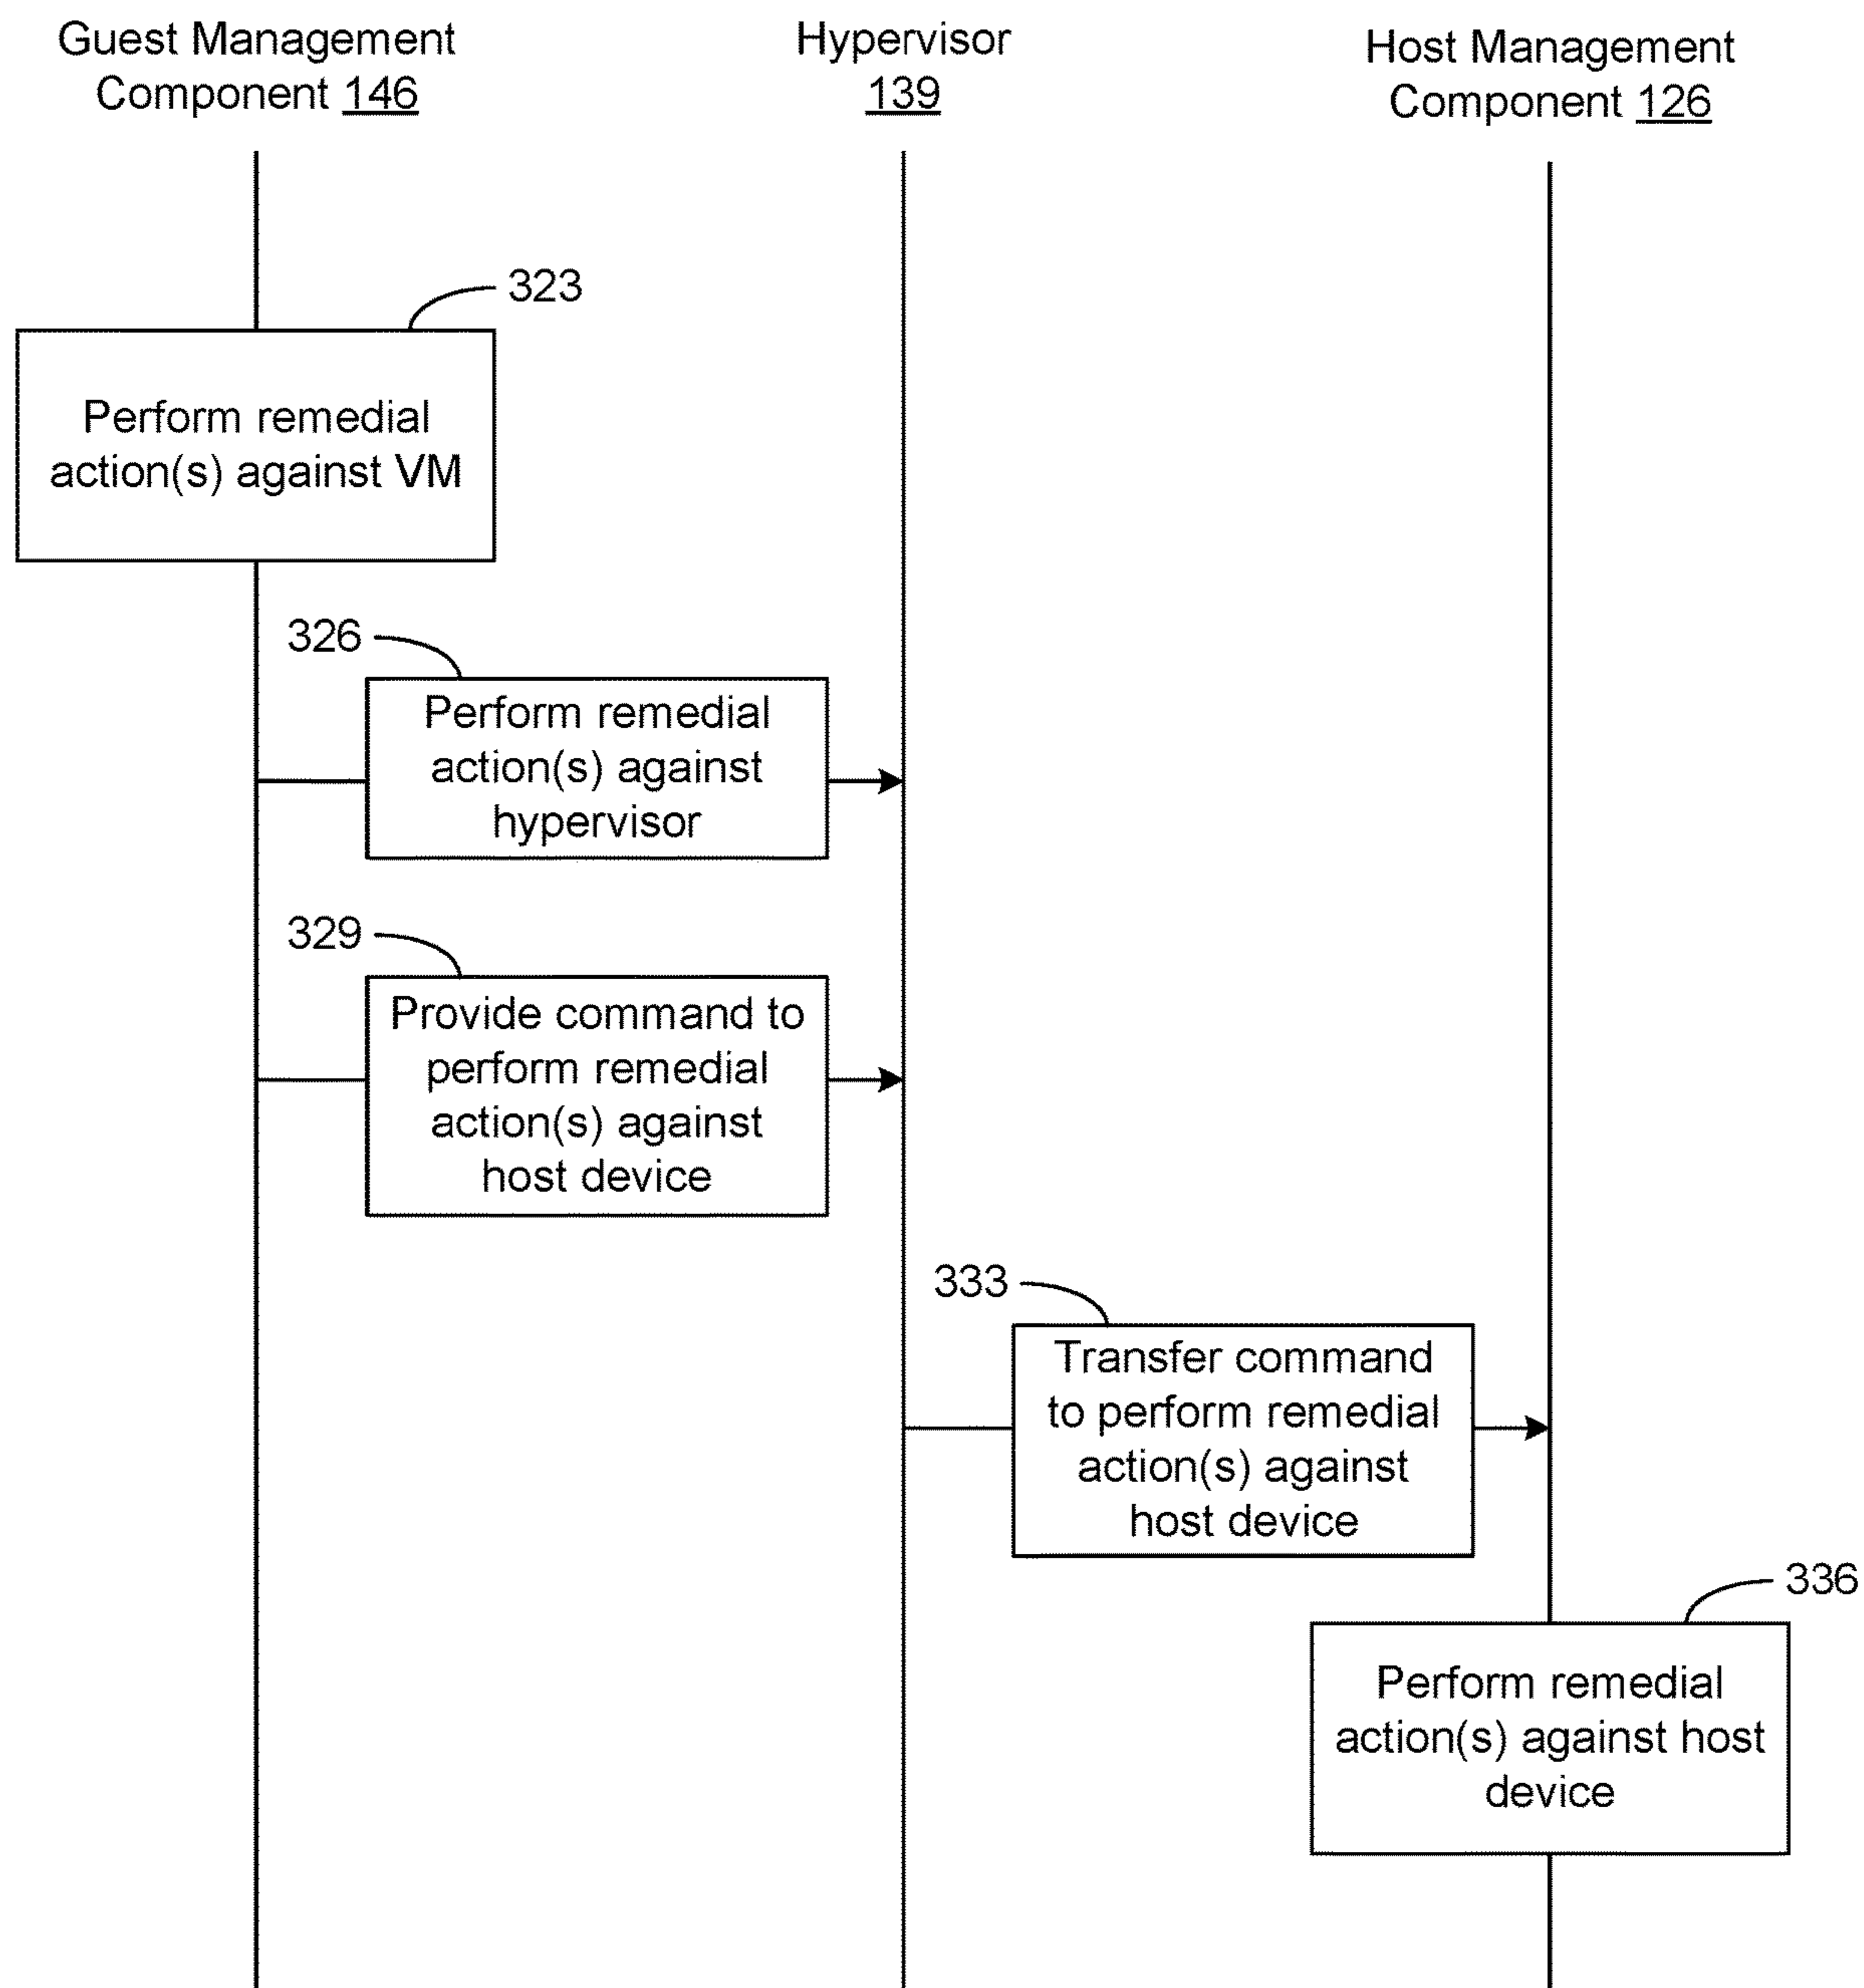 Guest Management
Component 146
Hypervisor
139
Host Management
Component 126
323
Perform remedial
action(s) against VM
326
Perform remedial
action(s) against
hypervisor
329
Provide command to
perform remedial
action(s) against
host device
333
Transfer command
to perform remedial
action(s) against
host device
336
Perform remedial
action(s) against host
device